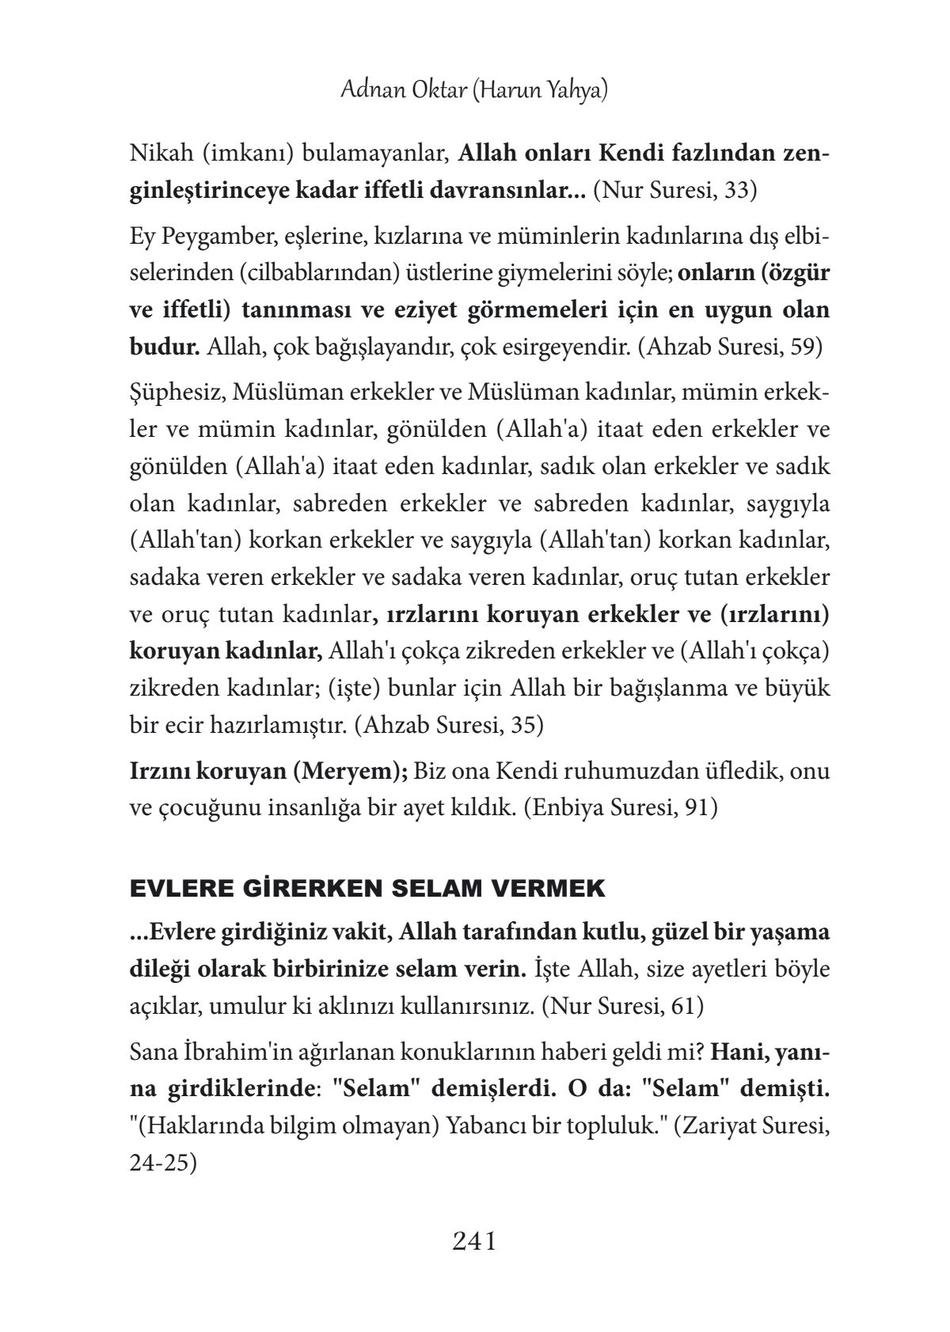 Adnan Oktar (Harun Yahya)
Nikah (imkanı) bulamayanlar, Allah onları Kendi fazlından zen-
ginleştirinceye kadar iffetli davransınlar... (Nur Suresi, 33)
Ey Peygamber, eşlerine, kızlarına ve müminlerin kadınlarına dış elbi-
selerinden (cilbablarından) üstlerine giymelerini söyle; onların (özgür
ve iffetli) tanınması ve eziyet görmemeleri için en uygun olan
budur. Allah, çok bağışlayandır, çok esirgeyendir. (Ahzab Suresi, 59)
Şüphesiz, Müslüman erkekler ve Müslüman kadınlar, mümin erkek-
ler ve mümin kadınlar, gönülden (Allah'a) itaat eden erkekler ve
gönülden (Allah'a) itaat eden kadınlar, sadık olan erkekler ve sadık
olan kadınlar, sabreden erkekler ve sabreden kadınlar, saygıyla
(Allah'tan) korkan erkekler ve saygıyla (Allah'tan) korkan kadınlar,
sadaka veren erkekler ve sadaka veren kadınlar, oruç tutan erkekler
ve oruç tutan kadınlar, ırzlarını koruyan erkekler ve (ırzlarını)
koruyan kadınlar, Allah'ı çokça zikreden erkekler ve (Allah'ı çokça)
zikreden kadınlar; (işte) bunlar için Allah bir bağışlanma ve büyük
bir ecir hazırlamıştır. (Ahzab Suresi, 35)
Irzını koruyan (Meryem); Biz ona Kendi ruhumuzdan üfledik, onu
ve çocuğunu insanlığa bir ayet kıldık. (Enbiya Suresi, 91)
EVLERE GİRERKEN SELAM VERMEK
...Evlere girdiğiniz vakit, Allah tarafından kutlu, güzel bir yaşama
dileği olarak birbirinize selam verin. İşte Allah, size ayetleri böyle
açıklar, umulur ki aklınızı kullanırsınız. (Nur Suresi, 61)
Sana İbrahim'in ağırlanan konuklarının haberi geldi mi? Hani, yanı-
na girdiklerinde: "Selam" demişlerdi. O da: "Selam" demişti.
"(Haklarında bilgim olmayan) Yabancı bir topluluk." (Zariyat Suresi,
24-25)
241